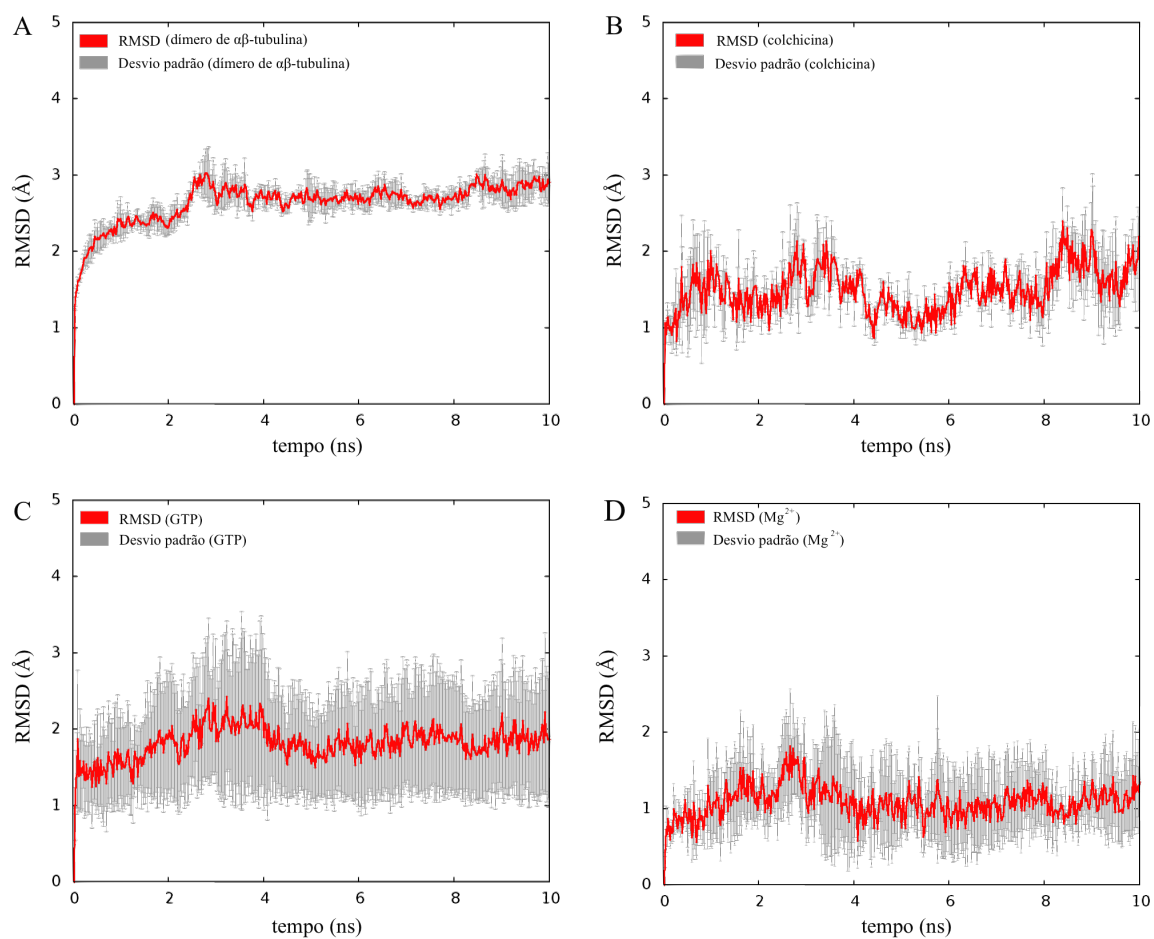 A
RMSD (dímero de αβ-tubulina)
Desvio padrão (dímero de αβ-tubulina)
RMSD (Å)
5
4
3
2
1
0
0 2 4 6 8 10
tempo (ns)
B
RMSD (colchicina)
Desvio padrão (colchicina)
RMSD (Å)
5
4
3
2
1
0
0 2 4 6 8 10
tempo (ns)
C
RMSD (GTP)
Desvio padrão (GTP)
RMSD (Å)
5
4
3
2
1
0
0 2 4 6 8 10
tempo (ns)
D
RMSD (Mg²⁺)
Desvio padrão (Mg²⁺)
RMSD (Å)
5
4
3
2
1
0
0 2 4 6 8 10
tempo (ns)